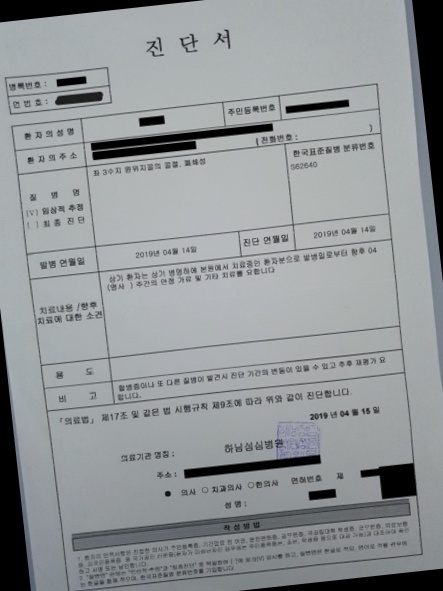 진 단 서
병록번호 :
연 번 호 :
환 자 의 성 명
주민등록번호
환 자 의 주 소
( 전화번호 : )
질 병 명
[V] 임상적 추정
[ ] 최 종 진 단
좌 3수지 원위지골의 골절, 폐쇄성
한국표준질병 분류번호
S62640
발병 연월일
2019년 04월 14일
진단 연월일
2019년 04월 14일
치료내용 /향후
치료에 대한 소견
상기 환자는 상기 병명하에 본원에서 치료중인 환자분으로 발병일로부터 향후 04
( ) 주간의 안정 가료 및 기타 치료를 요합니다
용 도
비 고
합병증이나 또 다른 질병이 발견시 진단 기간의 변동이 있을 수 있고 추후 재평가 요
합니다.
「의료법」 제17조 및 같은 법 시행규칙 제9조에 따라 위와 같이 진단합니다.
2019 년 04 월 15일
의료기관 명칭 : 하남성심병원
주소 :
● 의사 ○ 치과의사 ○ 한의사 면허번호 제
성 명 :
작 성 방 법